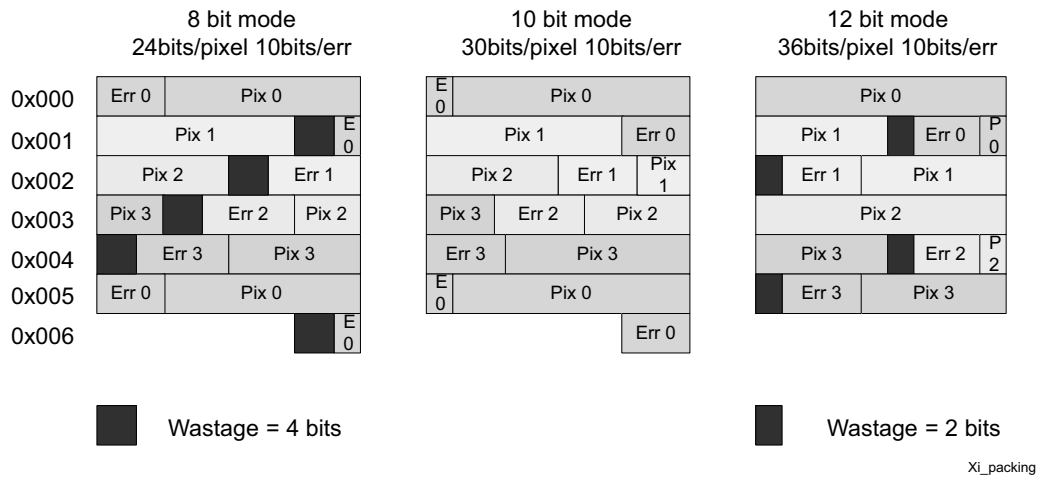 8 bit mode
24bits/pixel 10bits/err
10 bit mode
30bits/pixel 10bits/err
12 bit mode
36bits/pixel 10bits/err
0x000
Err 0
Pix 0
E
0
Pix 0
Pix 0
0x001
Pix 1
E
0
Pix 1
Err 0
Pix 1
Err 0
P
0
0x002
Pix 2
Err 1
Pix 2
Err 1
Pix
1
Err 1
Pix 1
0x003
Pix 3
Err 2
Pix 2
Pix 3
Err 2
Pix 2
Pix 2
0x004
Err 3
Pix 3
Err 3
Pix 3
Pix 3
Err 2
P
2
0x005
Err 0
Pix 0
E
0
Pix 0
Err 3
Pix 3
0x006
E
0
Err 0
Wastage = 4 bits
Wastage = 2 bits
Xi_packing